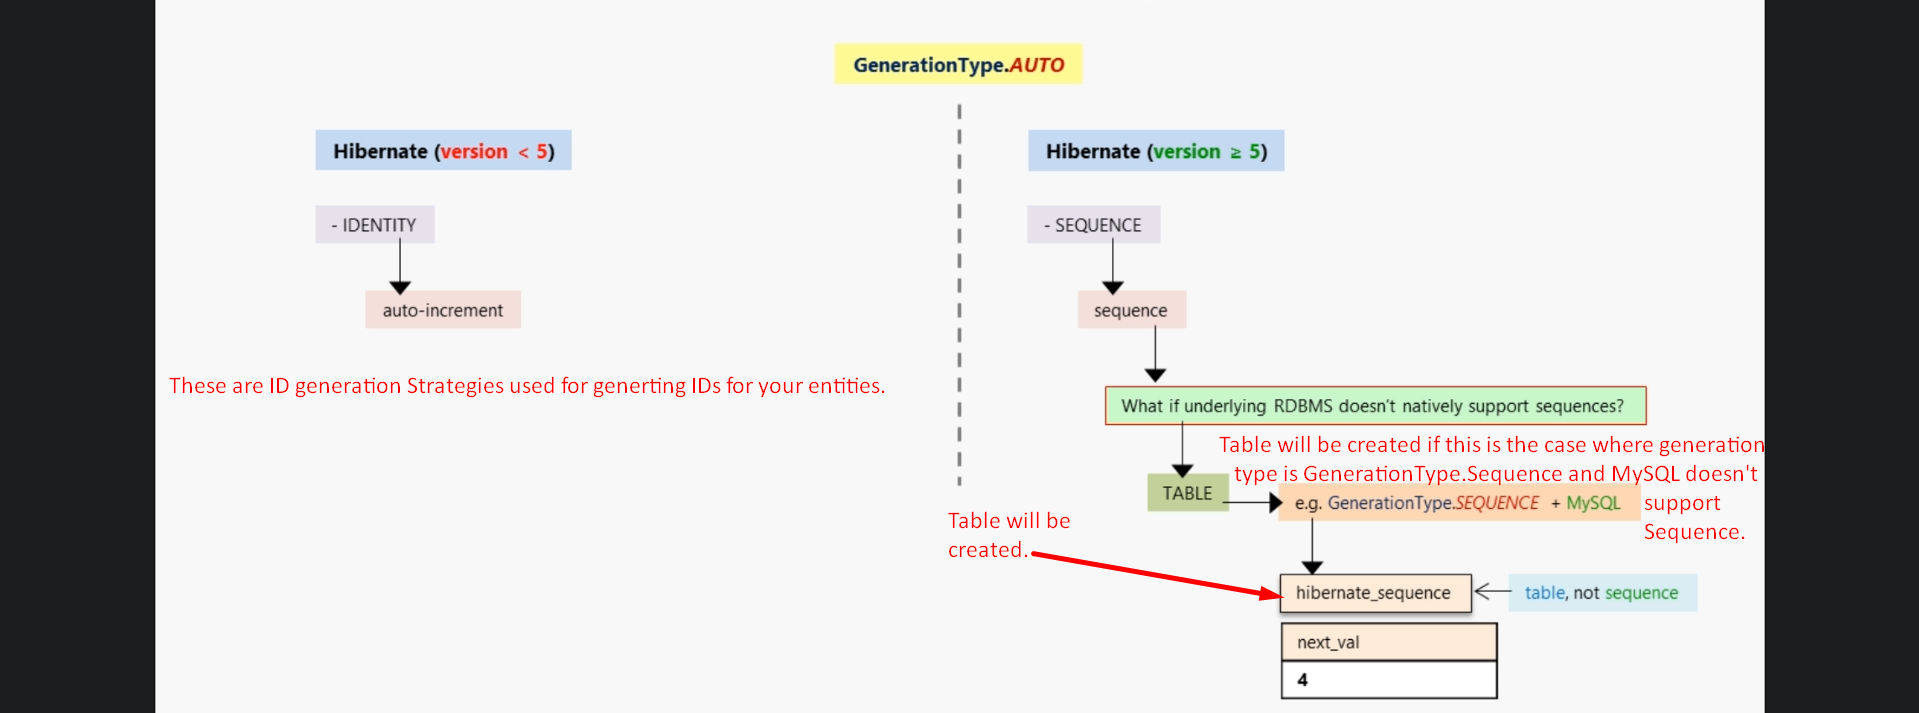 GenerationType.AUTO
Hibernate (version < 5)
- IDENTITY
auto-increment
These are ID generation Strategies used for generting IDs for your entities.
Hibernate (version ≥ 5)
- SEQUENCE
sequence
What if underlying RDBMS doesn't natively support sequences?
Table will be created if this is the case where generation
type is GenerationType.Sequence and MySQL doesn't
support
Sequence.
TABLE
e.g. GenerationType.SEQUENCE + MySQL
Table will be
created.
hibernate_sequence
table, not sequence
next_val
4